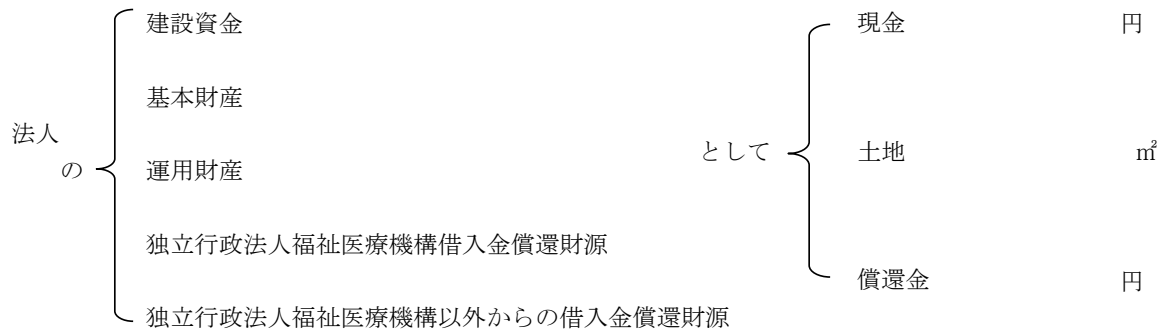 建設資金
現金 円
基本財産
法人
の
運用財産
として
土地 ㎡
独立行政法人福祉医療機構借入金償還財源
償還金 円
独立行政法人福祉医療機構以外からの借入金償還財源